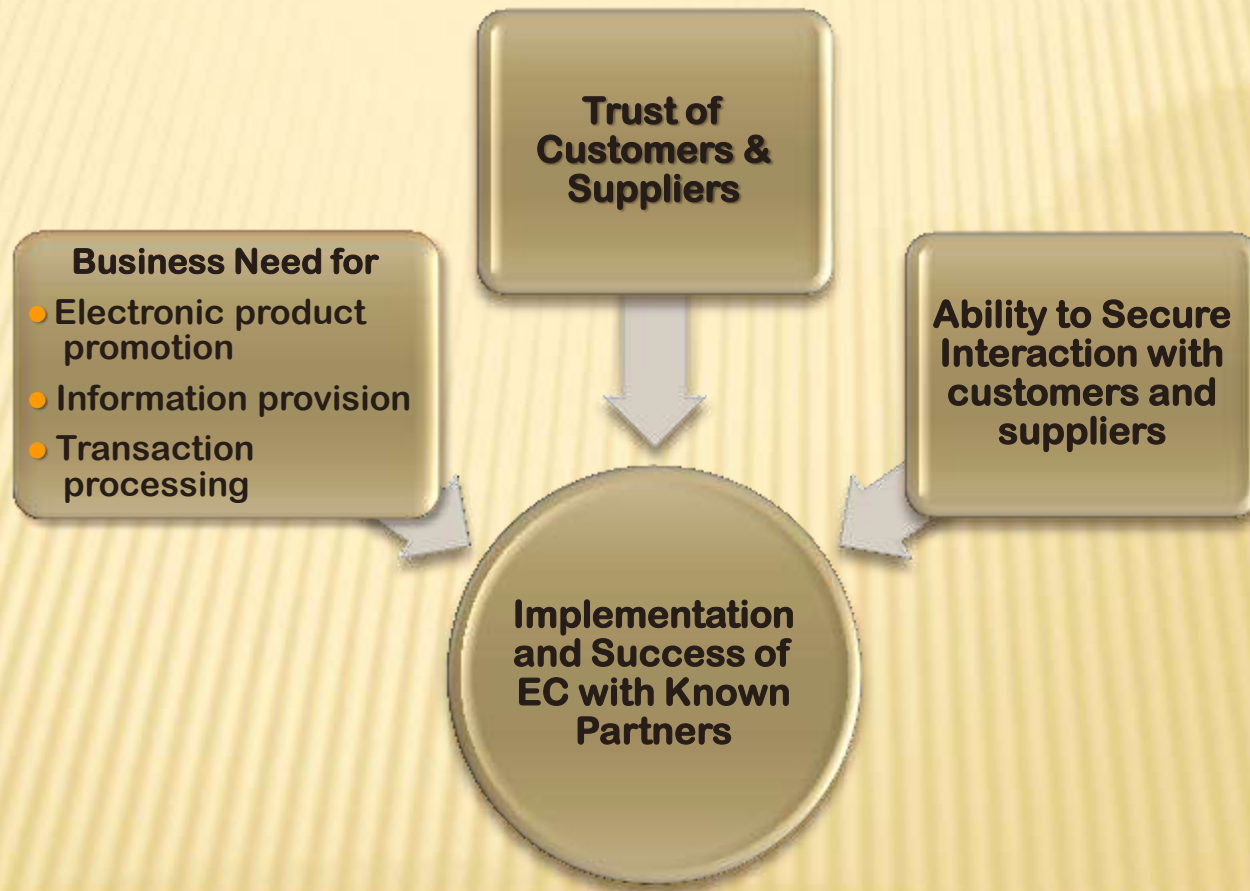 Trust of
Customers &
Suppliers
Business Need for
Electronic product
promotion
Information provision
Transaction
processing
Ability to Secure
Interaction with
customers and
suppliers
Implementation
and Success of
EC with Known
Partners